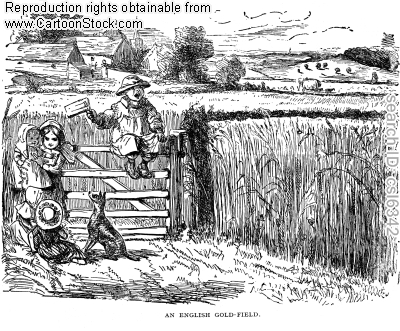 Reproduction rights obtainable from
www.CartoonStock.com
AN ENGLISH GOLD-FIELD.